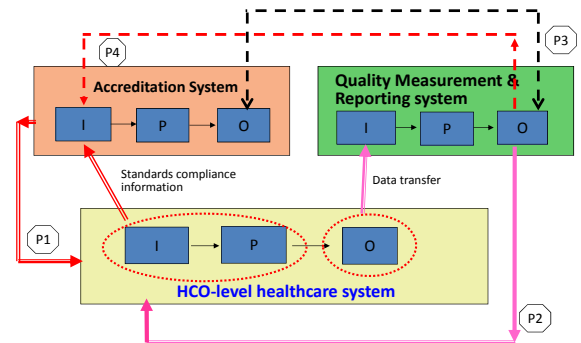 P4
P3
Accreditation System
Quality Measurement &
Reporting system
I
P
O
I
P
O
Standards compliance
information
Data transfer
P1
I
P
O
HCO-level healthcare system
P2